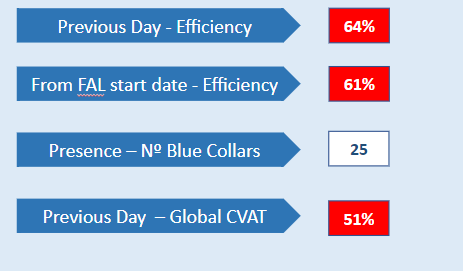 Previous Day - Efficiency 64%
From FAL start date - Efficiency 61%
Presence – Nº Blue Collars 25
Previous Day – Global CVAT 51%